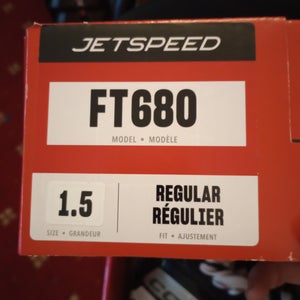 JETSPEED
FT680
MODEL • MODÈLE
1.5
SIZE • GRANDEUR
REGULAR
RÉGULIER
FIT • AJUSTEMENT